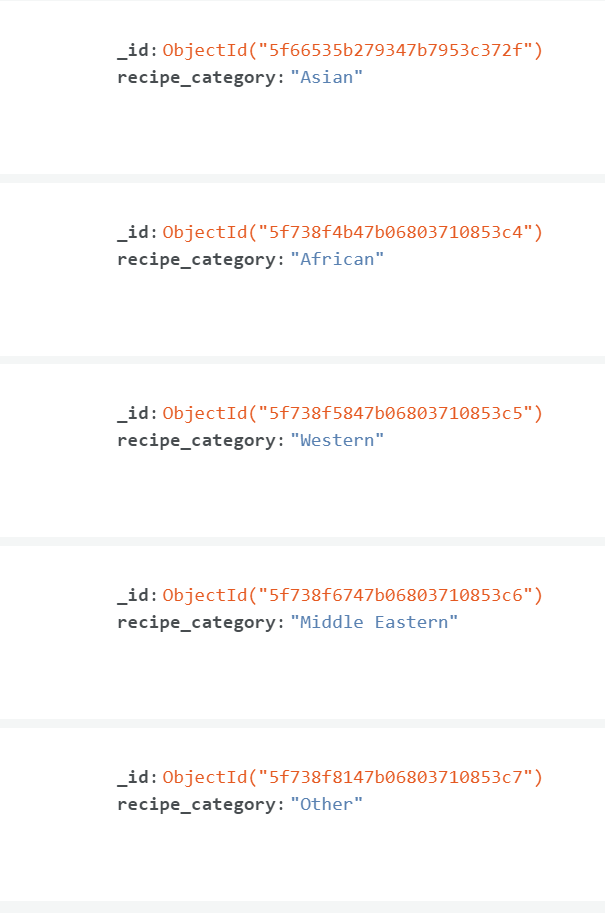 _id: ObjectId("5f66535b279347b7953c372f")
recipe_category: "Asian"
_id: ObjectId("5f738f4b47b06803710853c4")
recipe_category: "African"
_id: ObjectId("5f738f5847b06803710853c5")
recipe_category: "Western"
_id: ObjectId("5f738f6747b06803710853c6")
recipe_category: "Middle Eastern"
_id: ObjectId("5f738f8147b06803710853c7")
recipe_category: "Other"